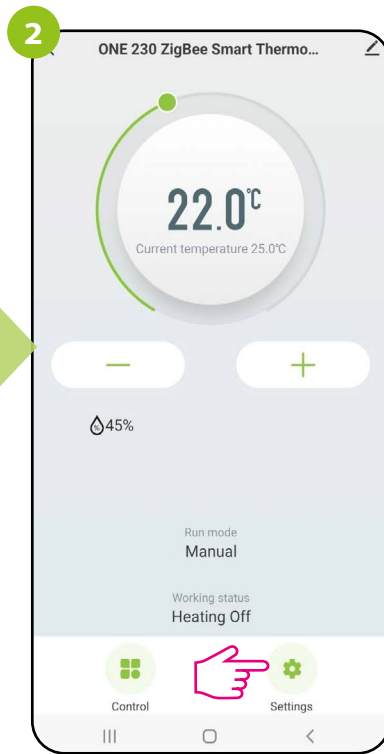 2
ONE 230 ZigBee Smart Thermo...
22.0°C
Current temperature 25.0°C
%45%
Run mode
Manual
Working status
Heating Off
Control Settings